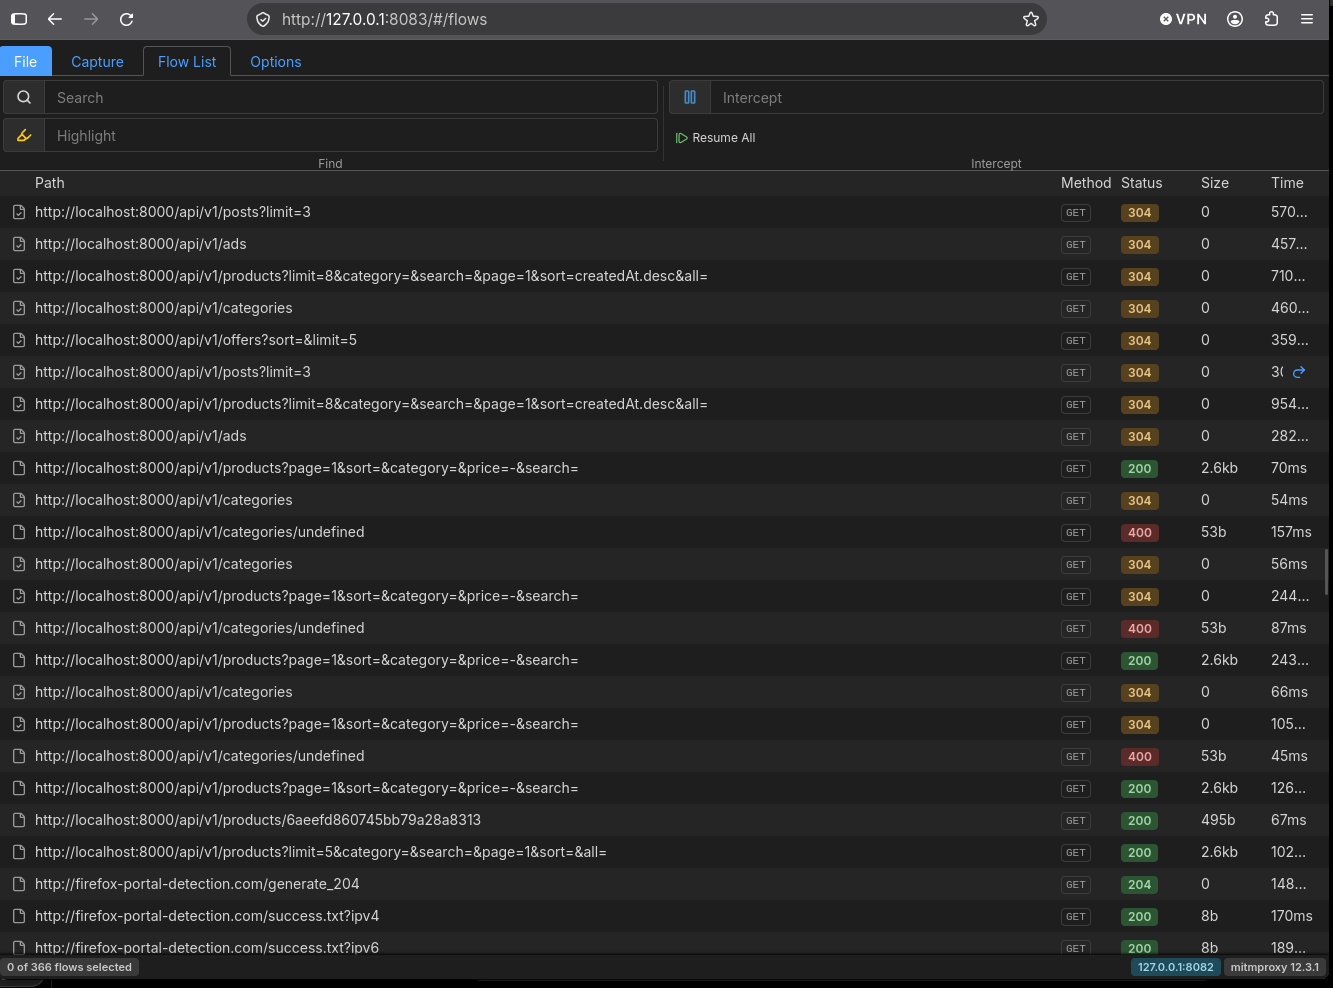 http://127.0.0.1:8083/#/flows
VPN
File Capture Flow List Options
Search
Intercept
Highlight
Resume All
Find
Intercept
Path Method Status Size Time
http://localhost:8000/api/v1/posts?limit=3 GET 304 0 570...
http://localhost:8000/api/v1/ads GET 304 0 457...
http://localhost:8000/api/v1/products?limit=8&category=&search=&page=1&sort=createdAt.desc&all= GET 304 0 710...
http://localhost:8000/api/v1/categories GET 304 0 460...
http://localhost:8000/api/v1/offers?sort=&limit=5 GET 304 0 359...
http://localhost:8000/api/v1/posts?limit=3 GET 304 0 30
http://localhost:8000/api/v1/products?limit=8&category=&search=&page=1&sort=createdAt.desc&all= GET 304 0 954...
http://localhost:8000/api/v1/ads GET 304 0 282...
http://localhost:8000/api/v1/products?page=1&sort=&category=&price=-&search= GET 200 2.6kb 70ms
http://localhost:8000/api/v1/categories GET 304 0 54ms
http://localhost:8000/api/v1/categories/undefined GET 400 53b 157ms
http://localhost:8000/api/v1/categories GET 304 0 56ms
http://localhost:8000/api/v1/products?page=1&sort=&category=&price=-&search= GET 304 0 244...
http://localhost:8000/api/v1/categories/undefined GET 400 53b 87ms
http://localhost:8000/api/v1/products?page=1&sort=&category=&price=-&search= GET 200 2.6kb 243...
http://localhost:8000/api/v1/categories GET 304 0 66ms
http://localhost:8000/api/v1/products?page=1&sort=&category=&price=-&search= GET 304 0 105...
http://localhost:8000/api/v1/categories/undefined GET 400 53b 45ms
http://localhost:8000/api/v1/products?page=1&sort=&category=&price=-&search= GET 200 2.6kb 126...
http://localhost:8000/api/v1/products/6aeefd860745bb79a28a8313 GET 200 495b 67ms
http://localhost:8000/api/v1/products?limit=5&category=&search=&page=1&sort=&all= GET 200 2.6kb 102...
http://firefox-portal-detection.com/generate_204 GET 204 0 148...
http://firefox-portal-detection.com/success.txt?ipv4 GET 200 8b 170ms
http://firefox-portal-detection.com/success.txt?ipv6 GET 200 8b 189...
0 of 366 flows selected 127.0.0.1:8082 mitmproxy 12.3.1